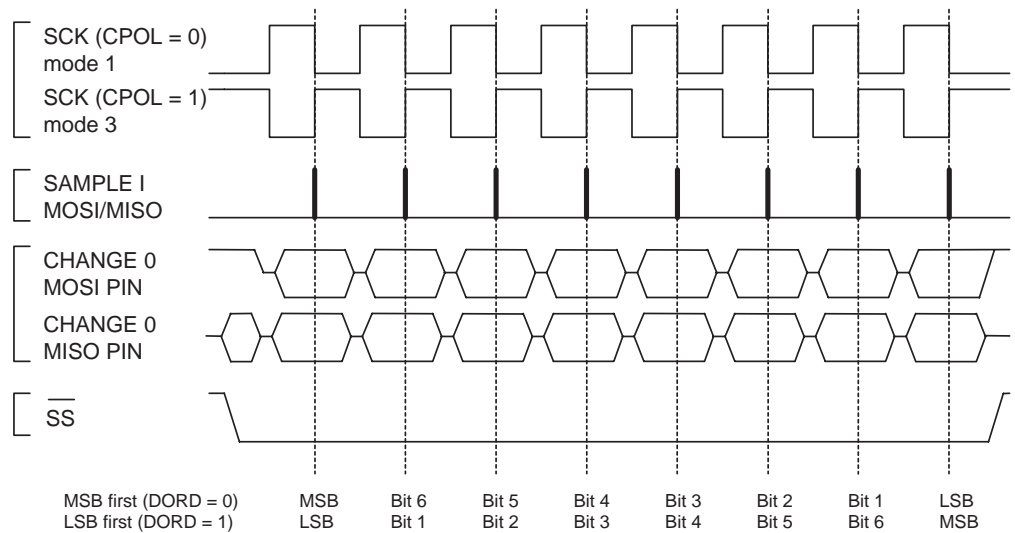 SCK (CPOL = 0)
mode 1
SCK (CPOL = 1)
mode 3
SAMPLE I
MOSI/MISO
CHANGE 0
MOSI PIN
CHANGE 0
MISO PIN
SS
MSB first (DORD = 0) MSB Bit 6 Bit 5 Bit 4 Bit 3 Bit 2 Bit 1 LSB
LSB first (DORD = 1) LSB Bit 1 Bit 2 Bit 3 Bit 4 Bit 5 Bit 6 MSB